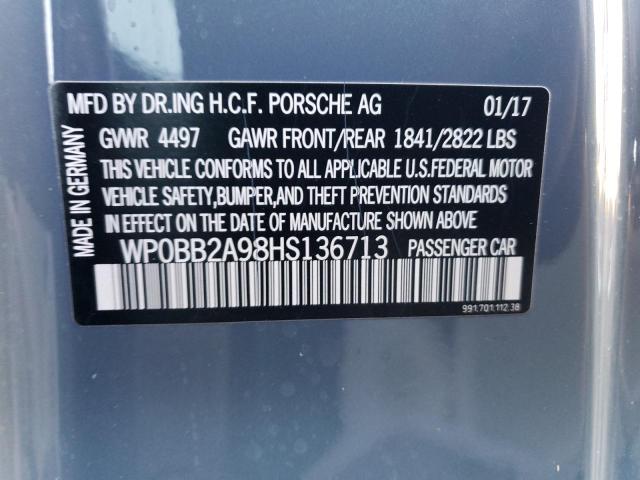 MFD BY DR.ING H.C.F. PORSCHE AG 01/17
GVWR 4497 GAWR FRONT/REAR 1841/2822 LBS
THIS VEHICLE CONFORMS TO ALL APPLICABLE U.S.FEDERAL MOTOR
VEHICLE SAFETY,BUMPER,AND THEFT PREVENTION STANDARDS
IN EFFECT ON THE DATE OF MANUFACTURE SHOWN ABOVE
WP0BB2A98HS136713 PASSENGER CAR
991.701.112.38
MADE IN GERMANY